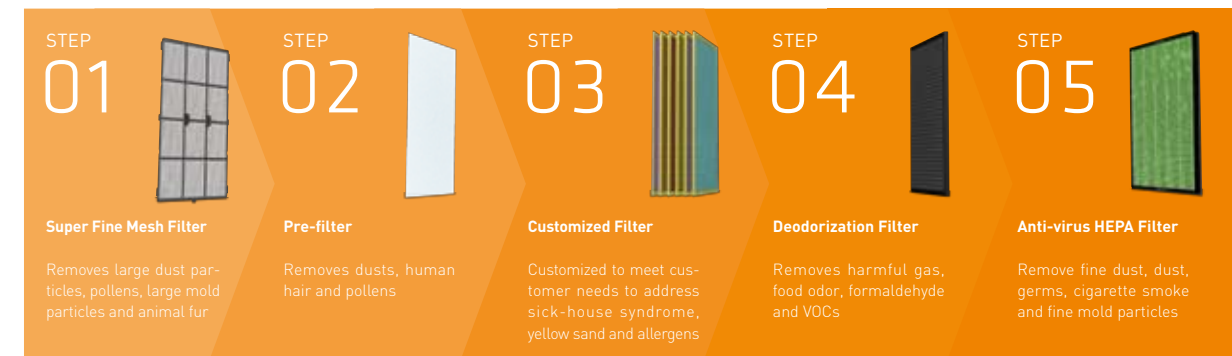 STEP
01
Super Fine Mesh Filter
Removes large dust par-
ticles, pollens, large mold
particles and animal fur
STEP
02
Pre-filter
Removes dusts, human
hair and pollens
STEP
03
Customized Filter
Customized to meet cus-
tomer needs to address
sick-house syndrome,
yellow sand and allergens
STEP
04
Deodorization Filter
Removes harmful gas,
food odor, formaldehyde
and VOCs
STEP
05
Anti-virus HEPA Filter
Remove fine dust, dust,
germs, cigarette smoke
and fine mold particles